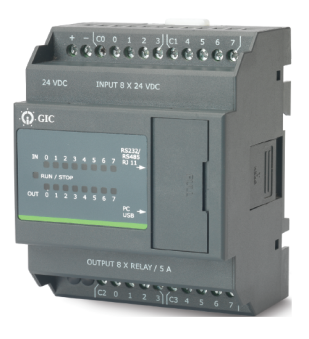 + - C0 0 1 2 3 C1 4 5 6 7
24 VDC INPUT 8 X 24 VDC
GIC
RS232/
RS485
RJ 11
IN 0 1 2 3 4 5 6 7
RUN / STOP
OUT 0 1 2 3 4 5 6 7
PC
USB
OUTPUT 8 X RELAY / 5 A
C2 0 1 2 3 C3 4 5 6 7